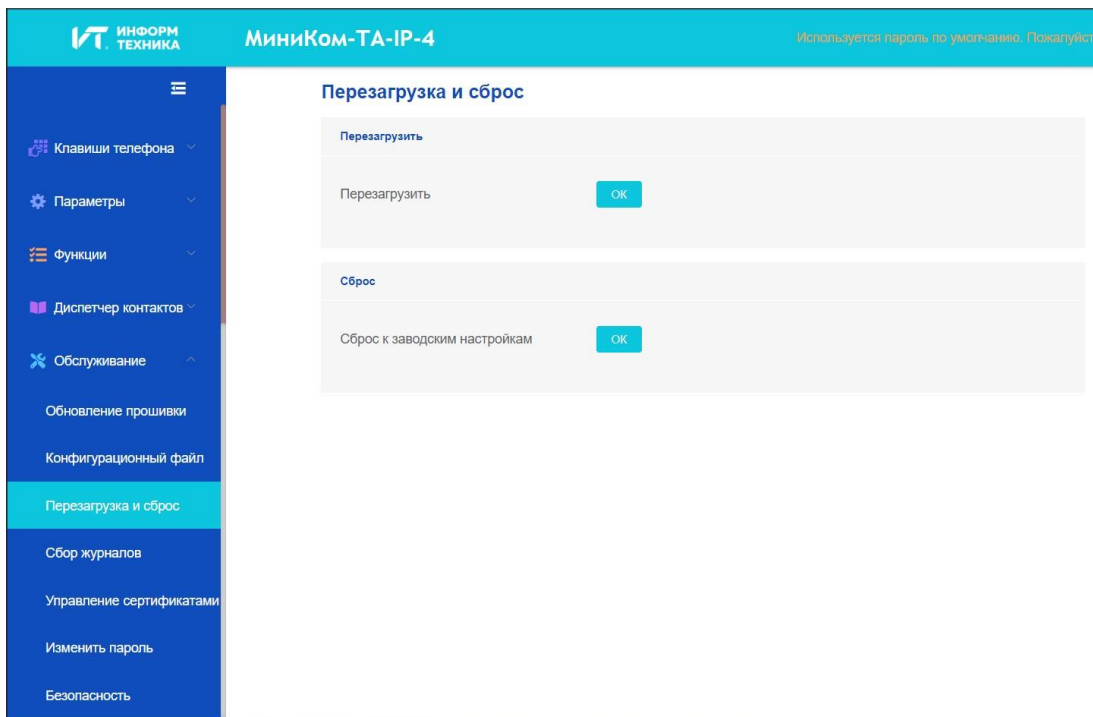 ИНФОРМ
ТЕХНИКА
МиниКом-TA-IP-4
Используется пароль по умолчанию.
Перезагрузка и сброс
Клавиши телефона
Параметры
Функции
Диспетчер контактов
Обслуживание
Обновление прошивки
Конфигурационный файл
Перезагрузка и сброс
Сбор журналов
Управление сертификатами
Изменить пароль
Безопасность
Перезагрузить
Перезагрузить
OK
Сброс
Сброс к заводским настройкам
OK